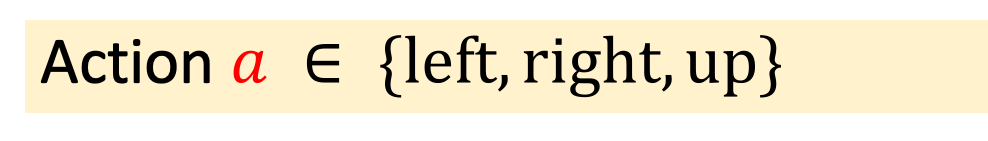 Action a ∈ {left, right, up}